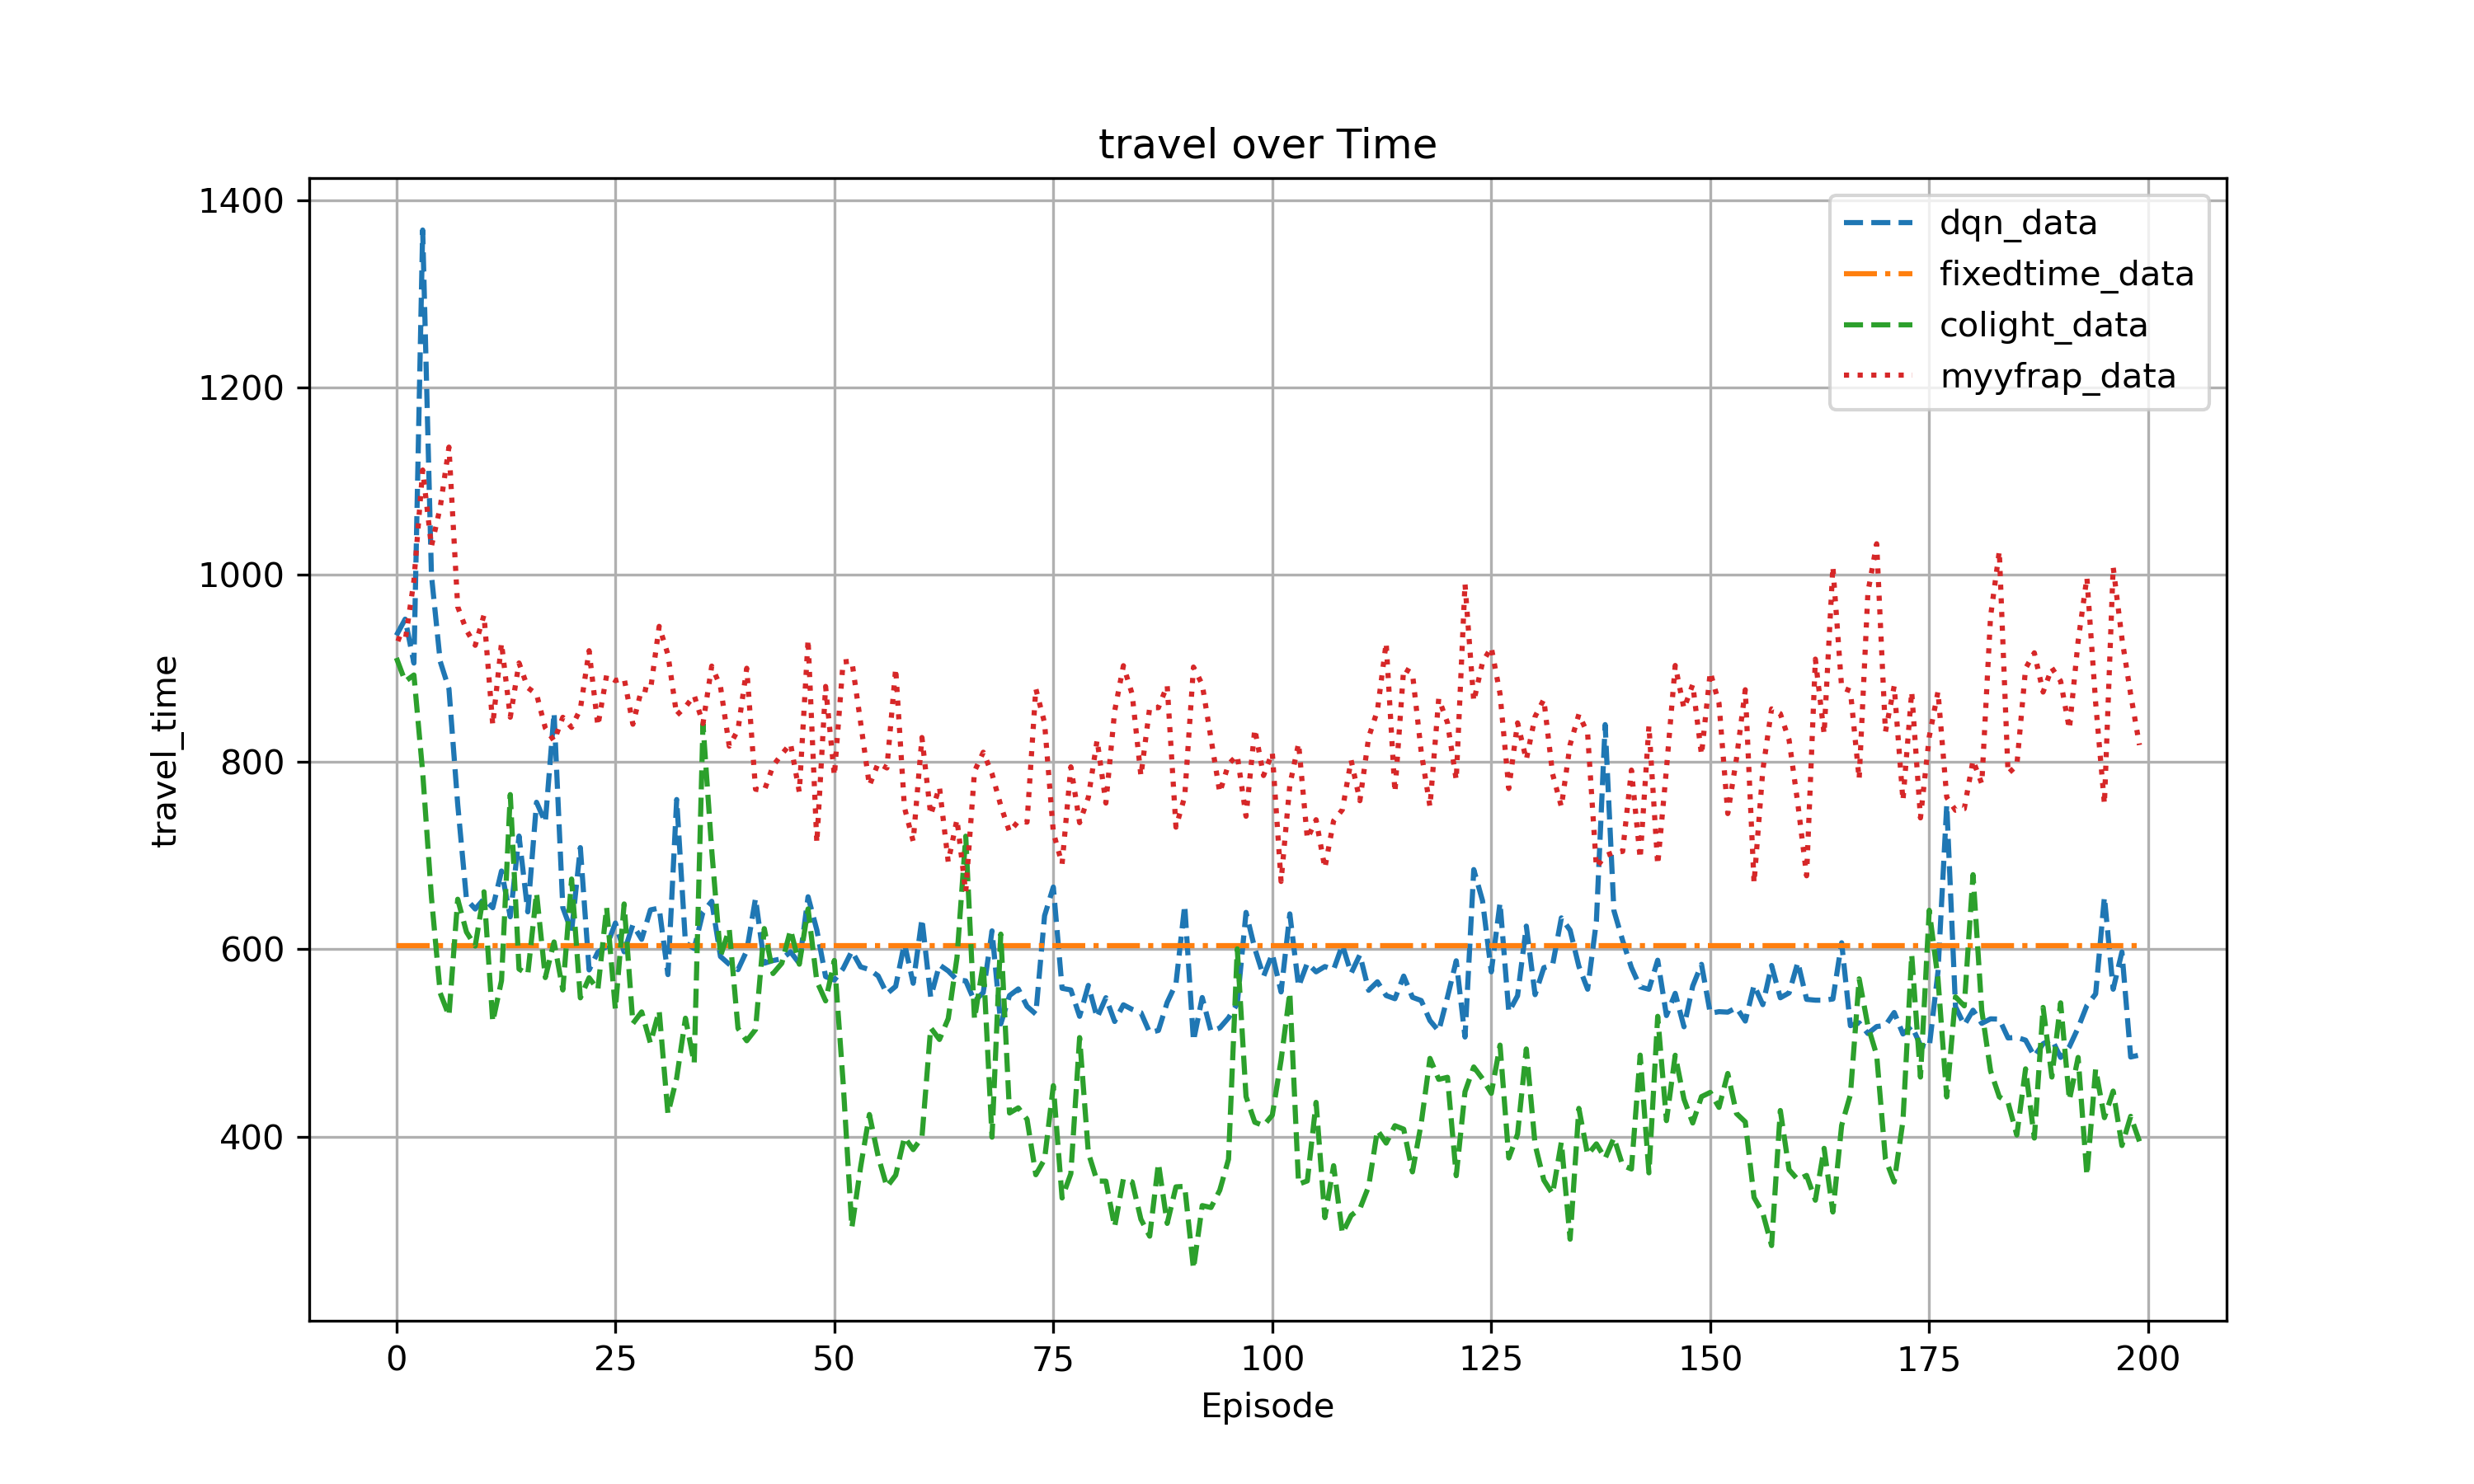 travel over Time
1400
1200
1000
800
600
400
travel_time
0 25 50 75 100 125 150 175 200
Episode
dqn_data
fixedtime_data
colight_data
myyfrap_data